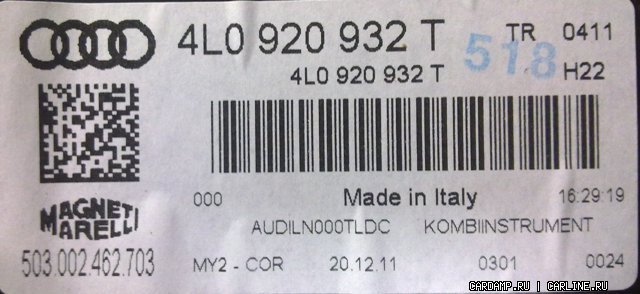 4L0 920 932 T TR 0411
4L0 920 932 T 518 H22
000 Made in Italy 16:29:19
MAGNETI
MARELLI
AUDILN000TLDC KOMBIINSTRUMENT
503.002.462.703 MY2 - COR 20.12.11 0301 0024
CARDAMP.RU | CARLINE.RU